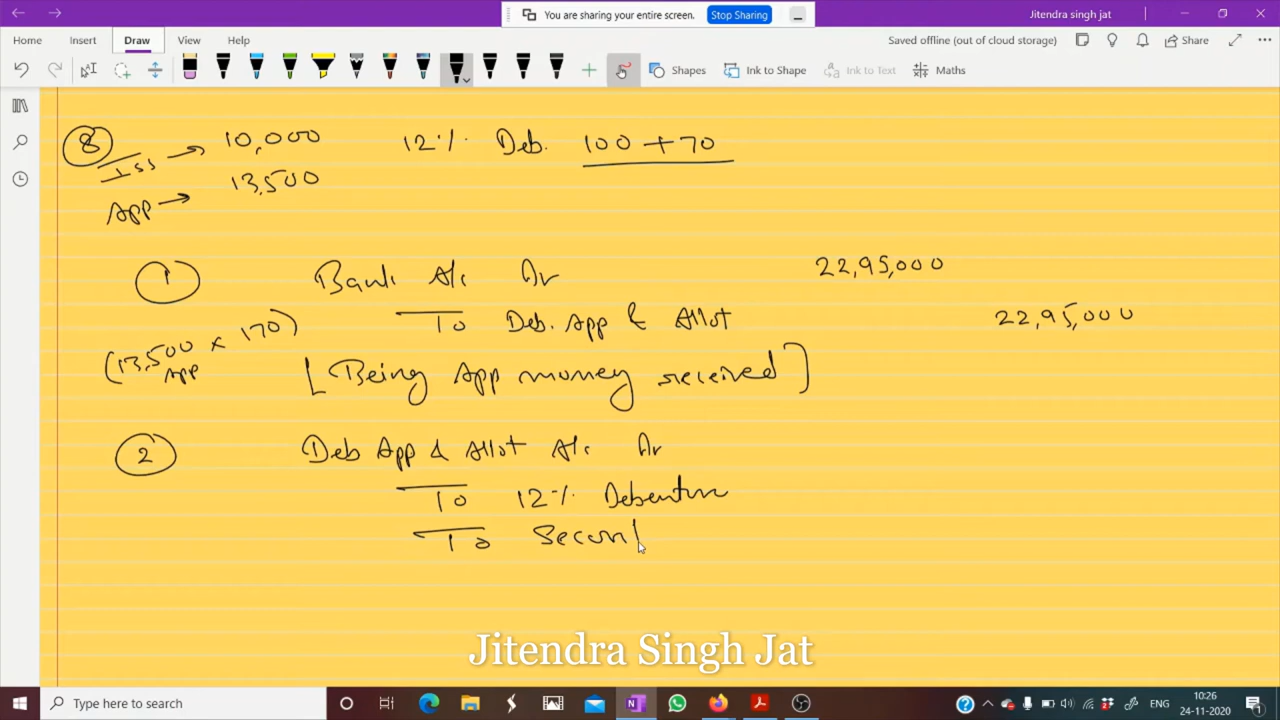 You are sharing your entire screen. Stop Sharing
Jitendra singh jat
Home Insert Draw View Help
Saved offline (out of cloud storage) Share
Shapes Ink to Shape Ink to Text Maths
8 Iss → 10,000 12% Deb. 100 + 70
App → 13,500
1 Bank A/c Dr 22,95,000
To Deb. App & Allot 22,95,000
(13,500 × 170)
App
[Being App money received]
2 Deb App & Allot A/c Dr
To 12% Debenture
To Securi
Jitendra Singh Jat
Type here to search
ENG
10:26
24-11-2020